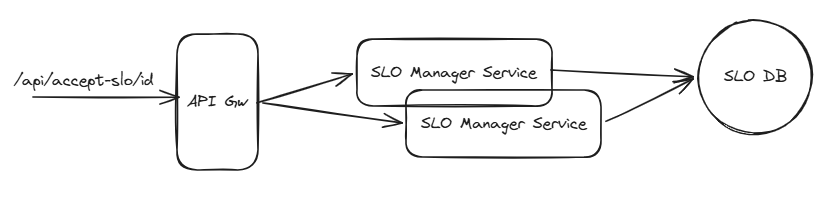 /api/accept-slo/id
API Gw
SLO Manager Service
SLO Manager Service
SLO DB